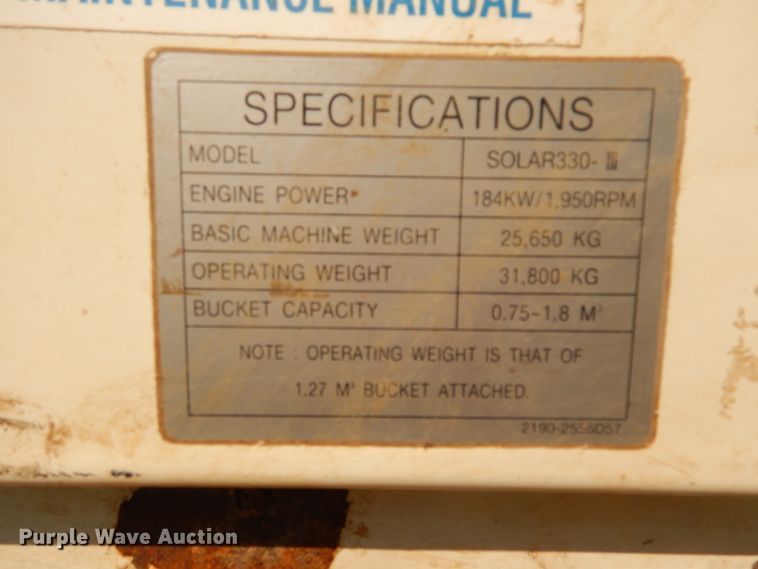 MAINTENANCE MANUAL
SPECIFICATIONS
MODEL SOLAR330-Ⅲ
ENGINE POWER 184KW/1,950RPM
BASIC MACHINE WEIGHT 25,650 KG
OPERATING WEIGHT 31,800 KG
BUCKET CAPACITY 0.75~1.8 M³
NOTE : OPERATING WEIGHT IS THAT OF
1.27 M³ BUCKET ATTACHED.
2190-2556D57
Purple Wave Auction